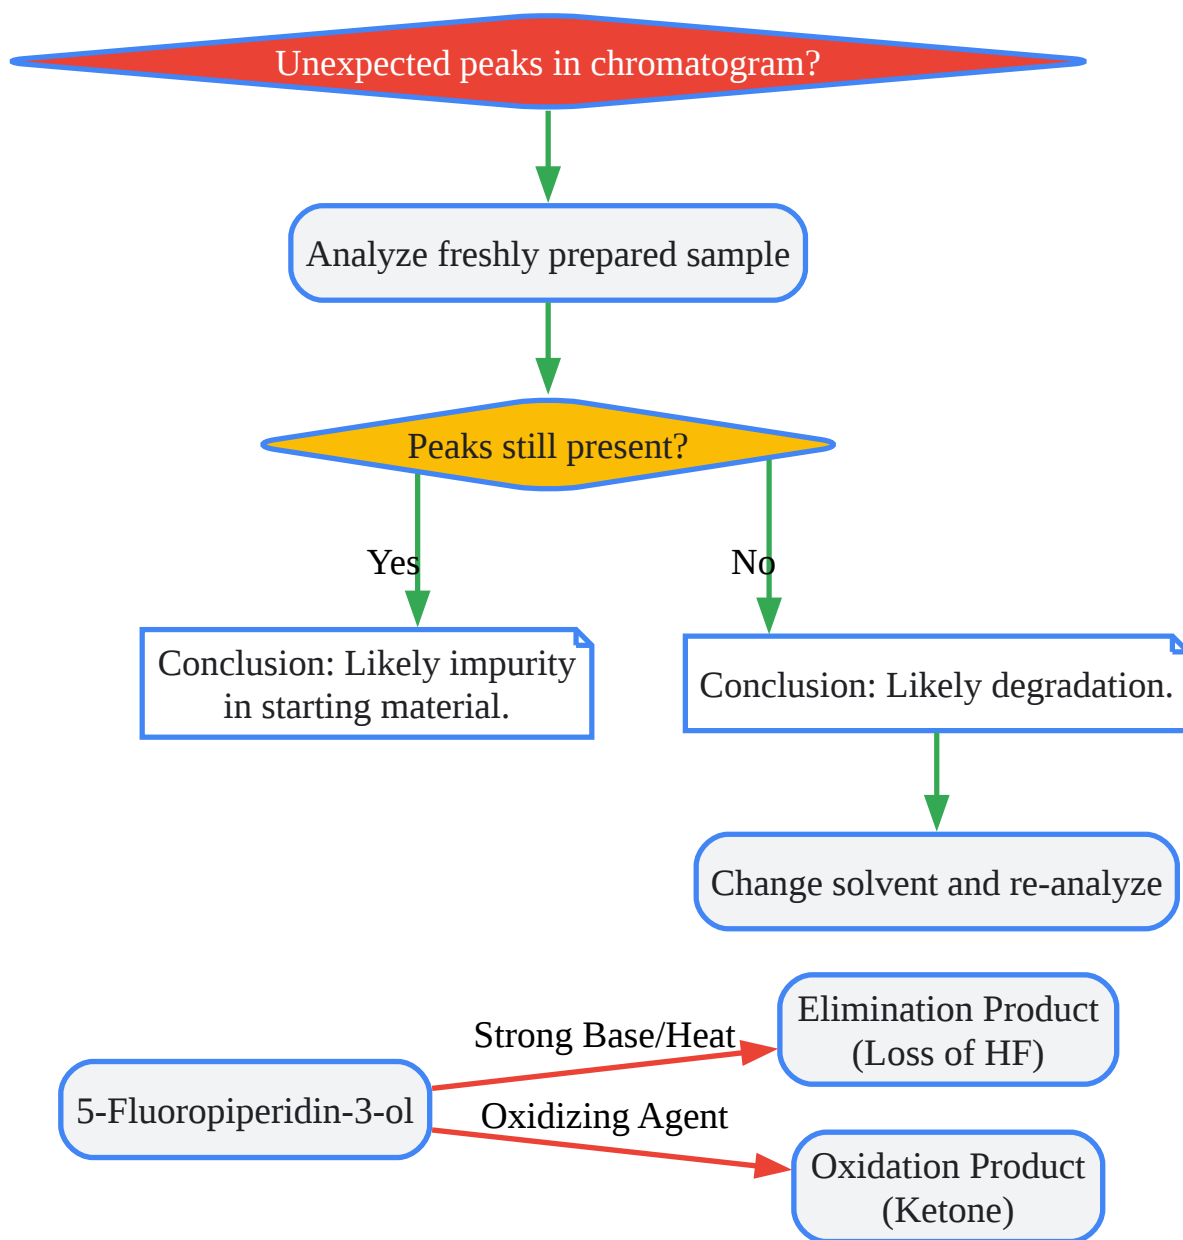 Unexpected peaks in chromatogram?
Analyze freshly prepared sample
Peaks still present?
Yes
No
Conclusion: Likely impurity
in starting material.
Conclusion: Likely degradation.
Change solvent and re-analyze
Elimination Product
(Loss of HF)
Strong Base/Heat
5-Fluoropiperidin-3-ol
Oxidizing Agent
Oxidation Product
(Ketone)